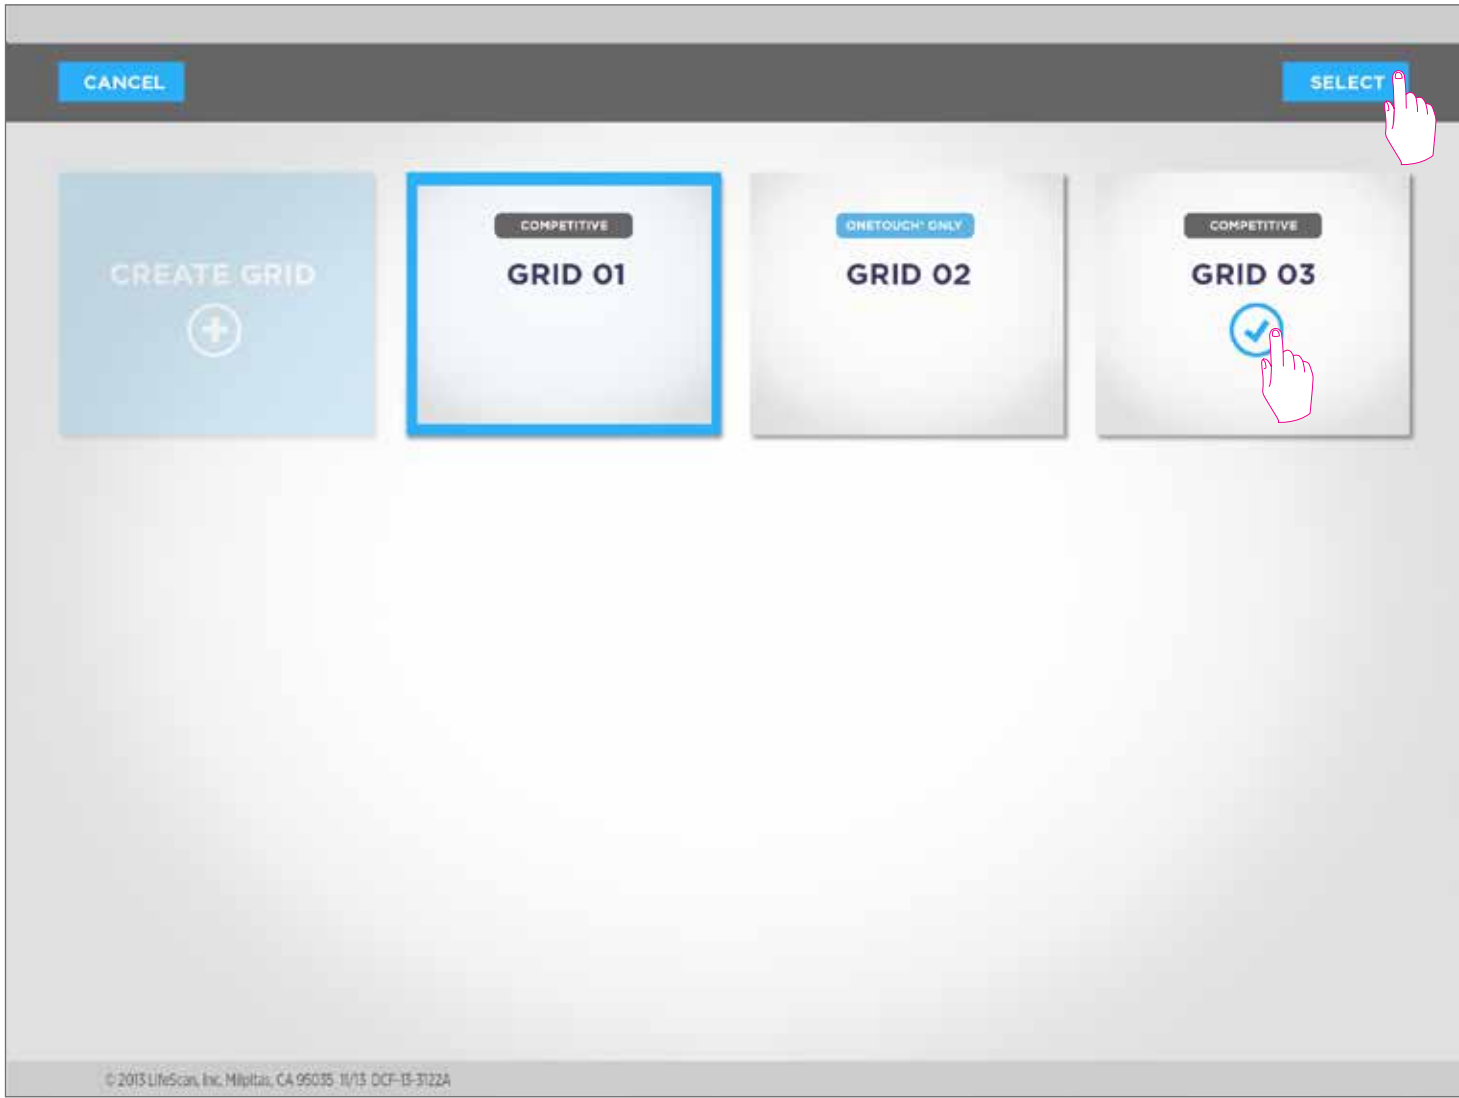 CANCEL
SELECT
CREATE GRID
COMPETITIVE
GRID 01
ONETOUCH® ONLY
GRID 02
COMPETITIVE
GRID 03
© 2013 LifeScan, Inc. Milpitas, CA 95035 11/13 DCF-13-3122A